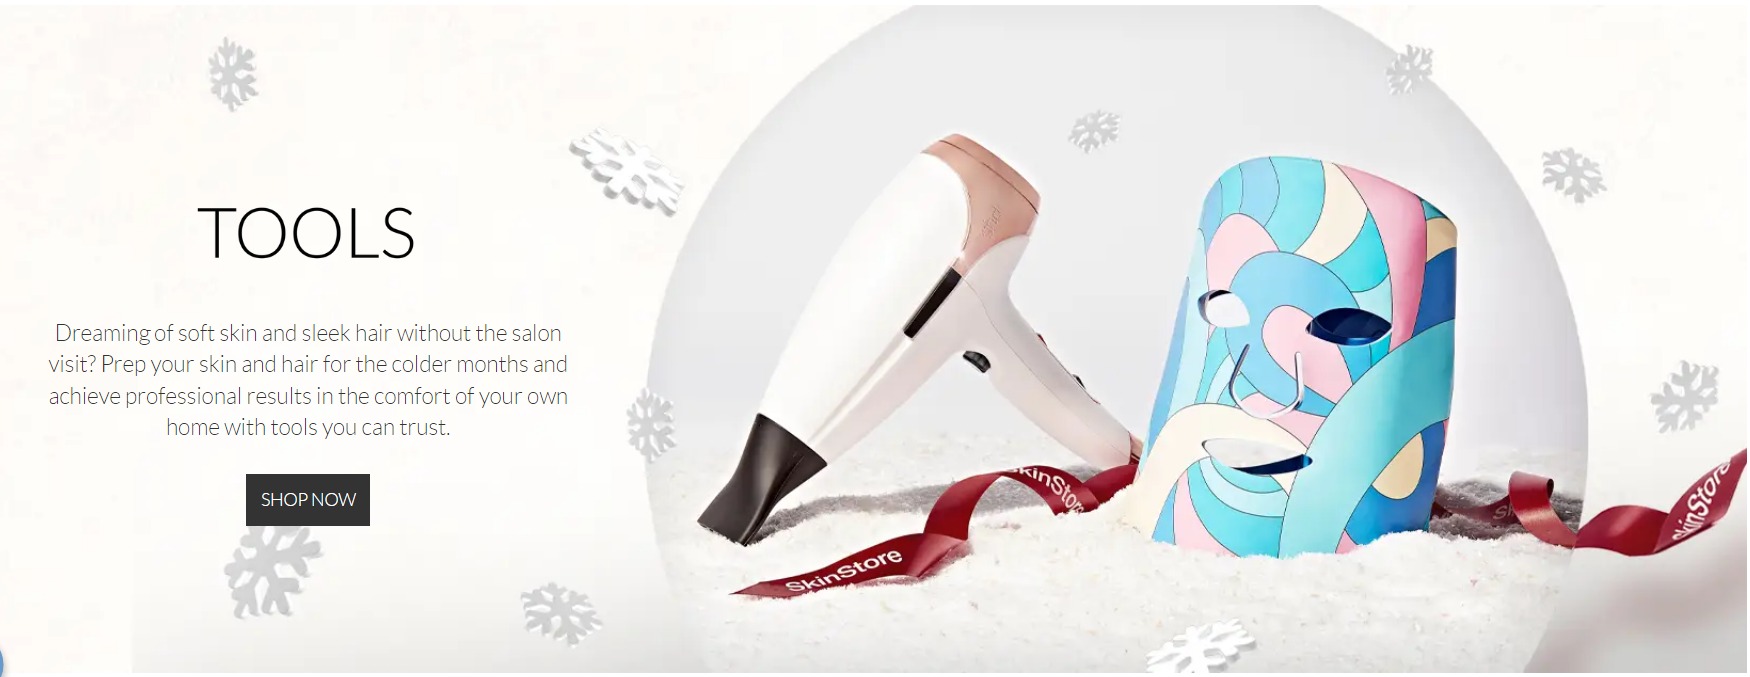 TOOLS
Dreaming of soft skin and sleek hair without the salon
visit? Prep your skin and hair for the colder months and
achieve professional results in the comfort of your own
home with tools you can trust.
SHOP NOW
SkinStore
SkinStore
SkinStore